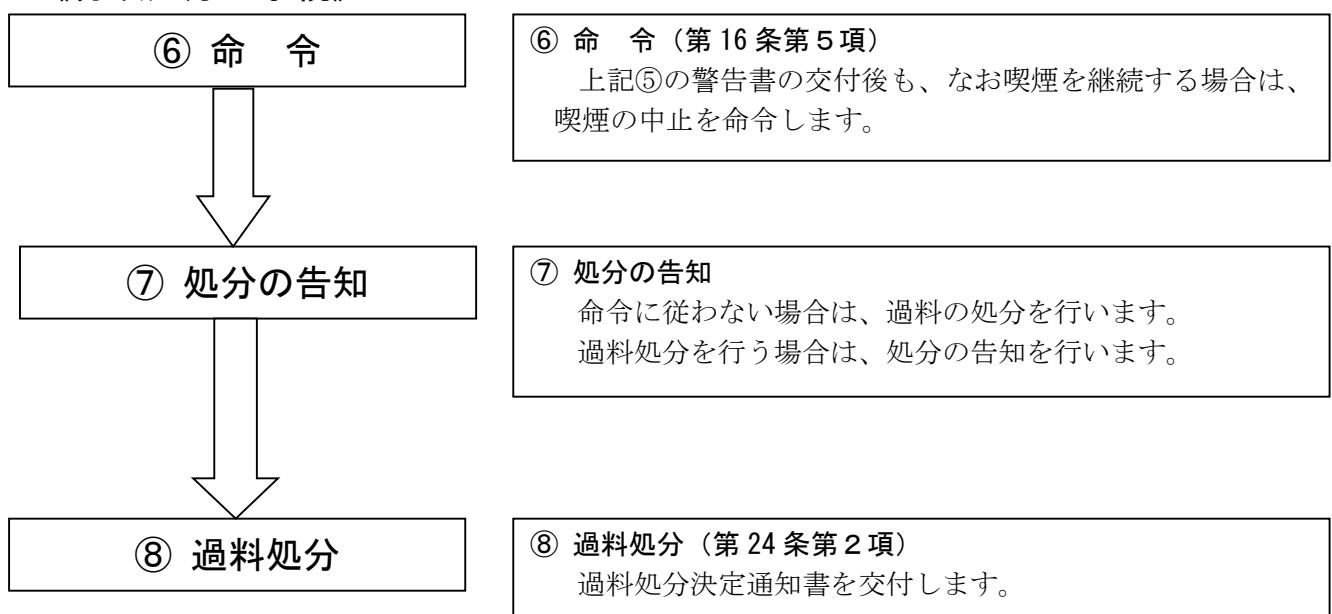 ⑥ 命　令
⑥ 命　令（第16条第５項）
上記⑤の警告書の交付後も、なお喫煙を継続する場合は、
喫煙の中止を命令します。
⑦ 処分の告知
⑦ 処分の告知
命令に従わない場合は、過料の処分を行います。
過料処分を行う場合は、処分の告知を行います。
⑧ 過料処分
⑧ 過料処分（第24条第２項）
過料処分決定通知書を交付します。